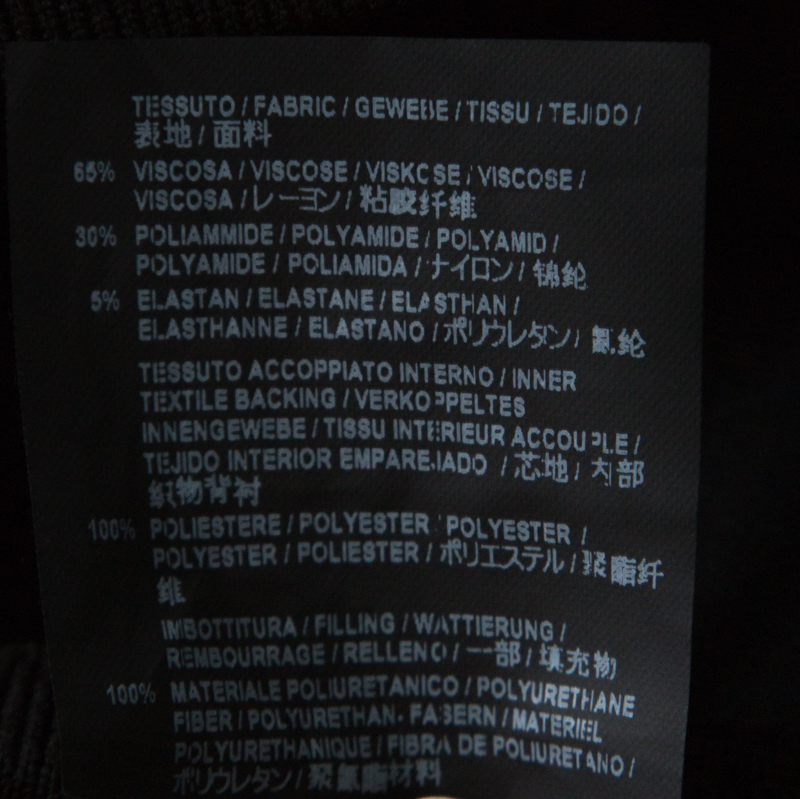 TESSUTO / FABRIC / GEWEBE / TISSU / TEJIDO /
表地 / 面料
65% VISCOSA / VISCOSE / VISKOSE / VISCOSE /
VISCOSA / レーヨン / 粘胶纤维
30% POLIAMMIDE / POLYAMIDE / POLYAMID /
POLYAMIDE / POLIAMIDA / ナイロン / 锦纶
5% ELASTAN / ELASTANE / ELASTHAN /
ELASTHANNE / ELASTANO / ポリウレタン / 氨纶
TESSUTO ACCOPPIATO INTERNO / INNER
TEXTILE BACKING / VERKOPPELTES
INNENGEWEBE / TISSU INTERIEUR ACCOUPLE /
TEJIDO INTERIOR EMPAREJADO / 芯地 / 内部
织物背衬
100% POLIESTERE / POLYESTER / POLYESTER /
POLYESTER / POLIESTER / ポリエステル / 聚酯纤
维
IMBOTTITURA / FILLING / WATTIERUNG /
REMBOURRAGE / RELLENO / 一部 / 填充物
100% MATERIALE POLIURETANICO / POLYURETHANE
FIBER / POLYURETHAN- FASERN / MATERIEL
POLYURETHANIQUE / FIBRA DE POLIURETANO /
ポリウレタン / 聚氨酯材料